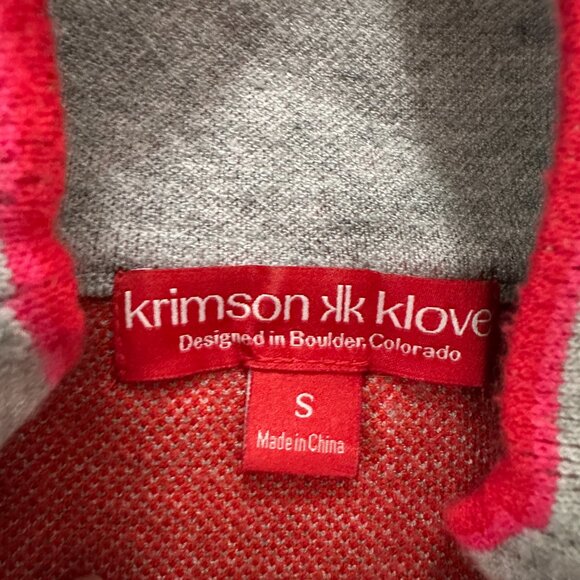 krimson kk klove
Designed in Boulder, Colorado
S
Made in China